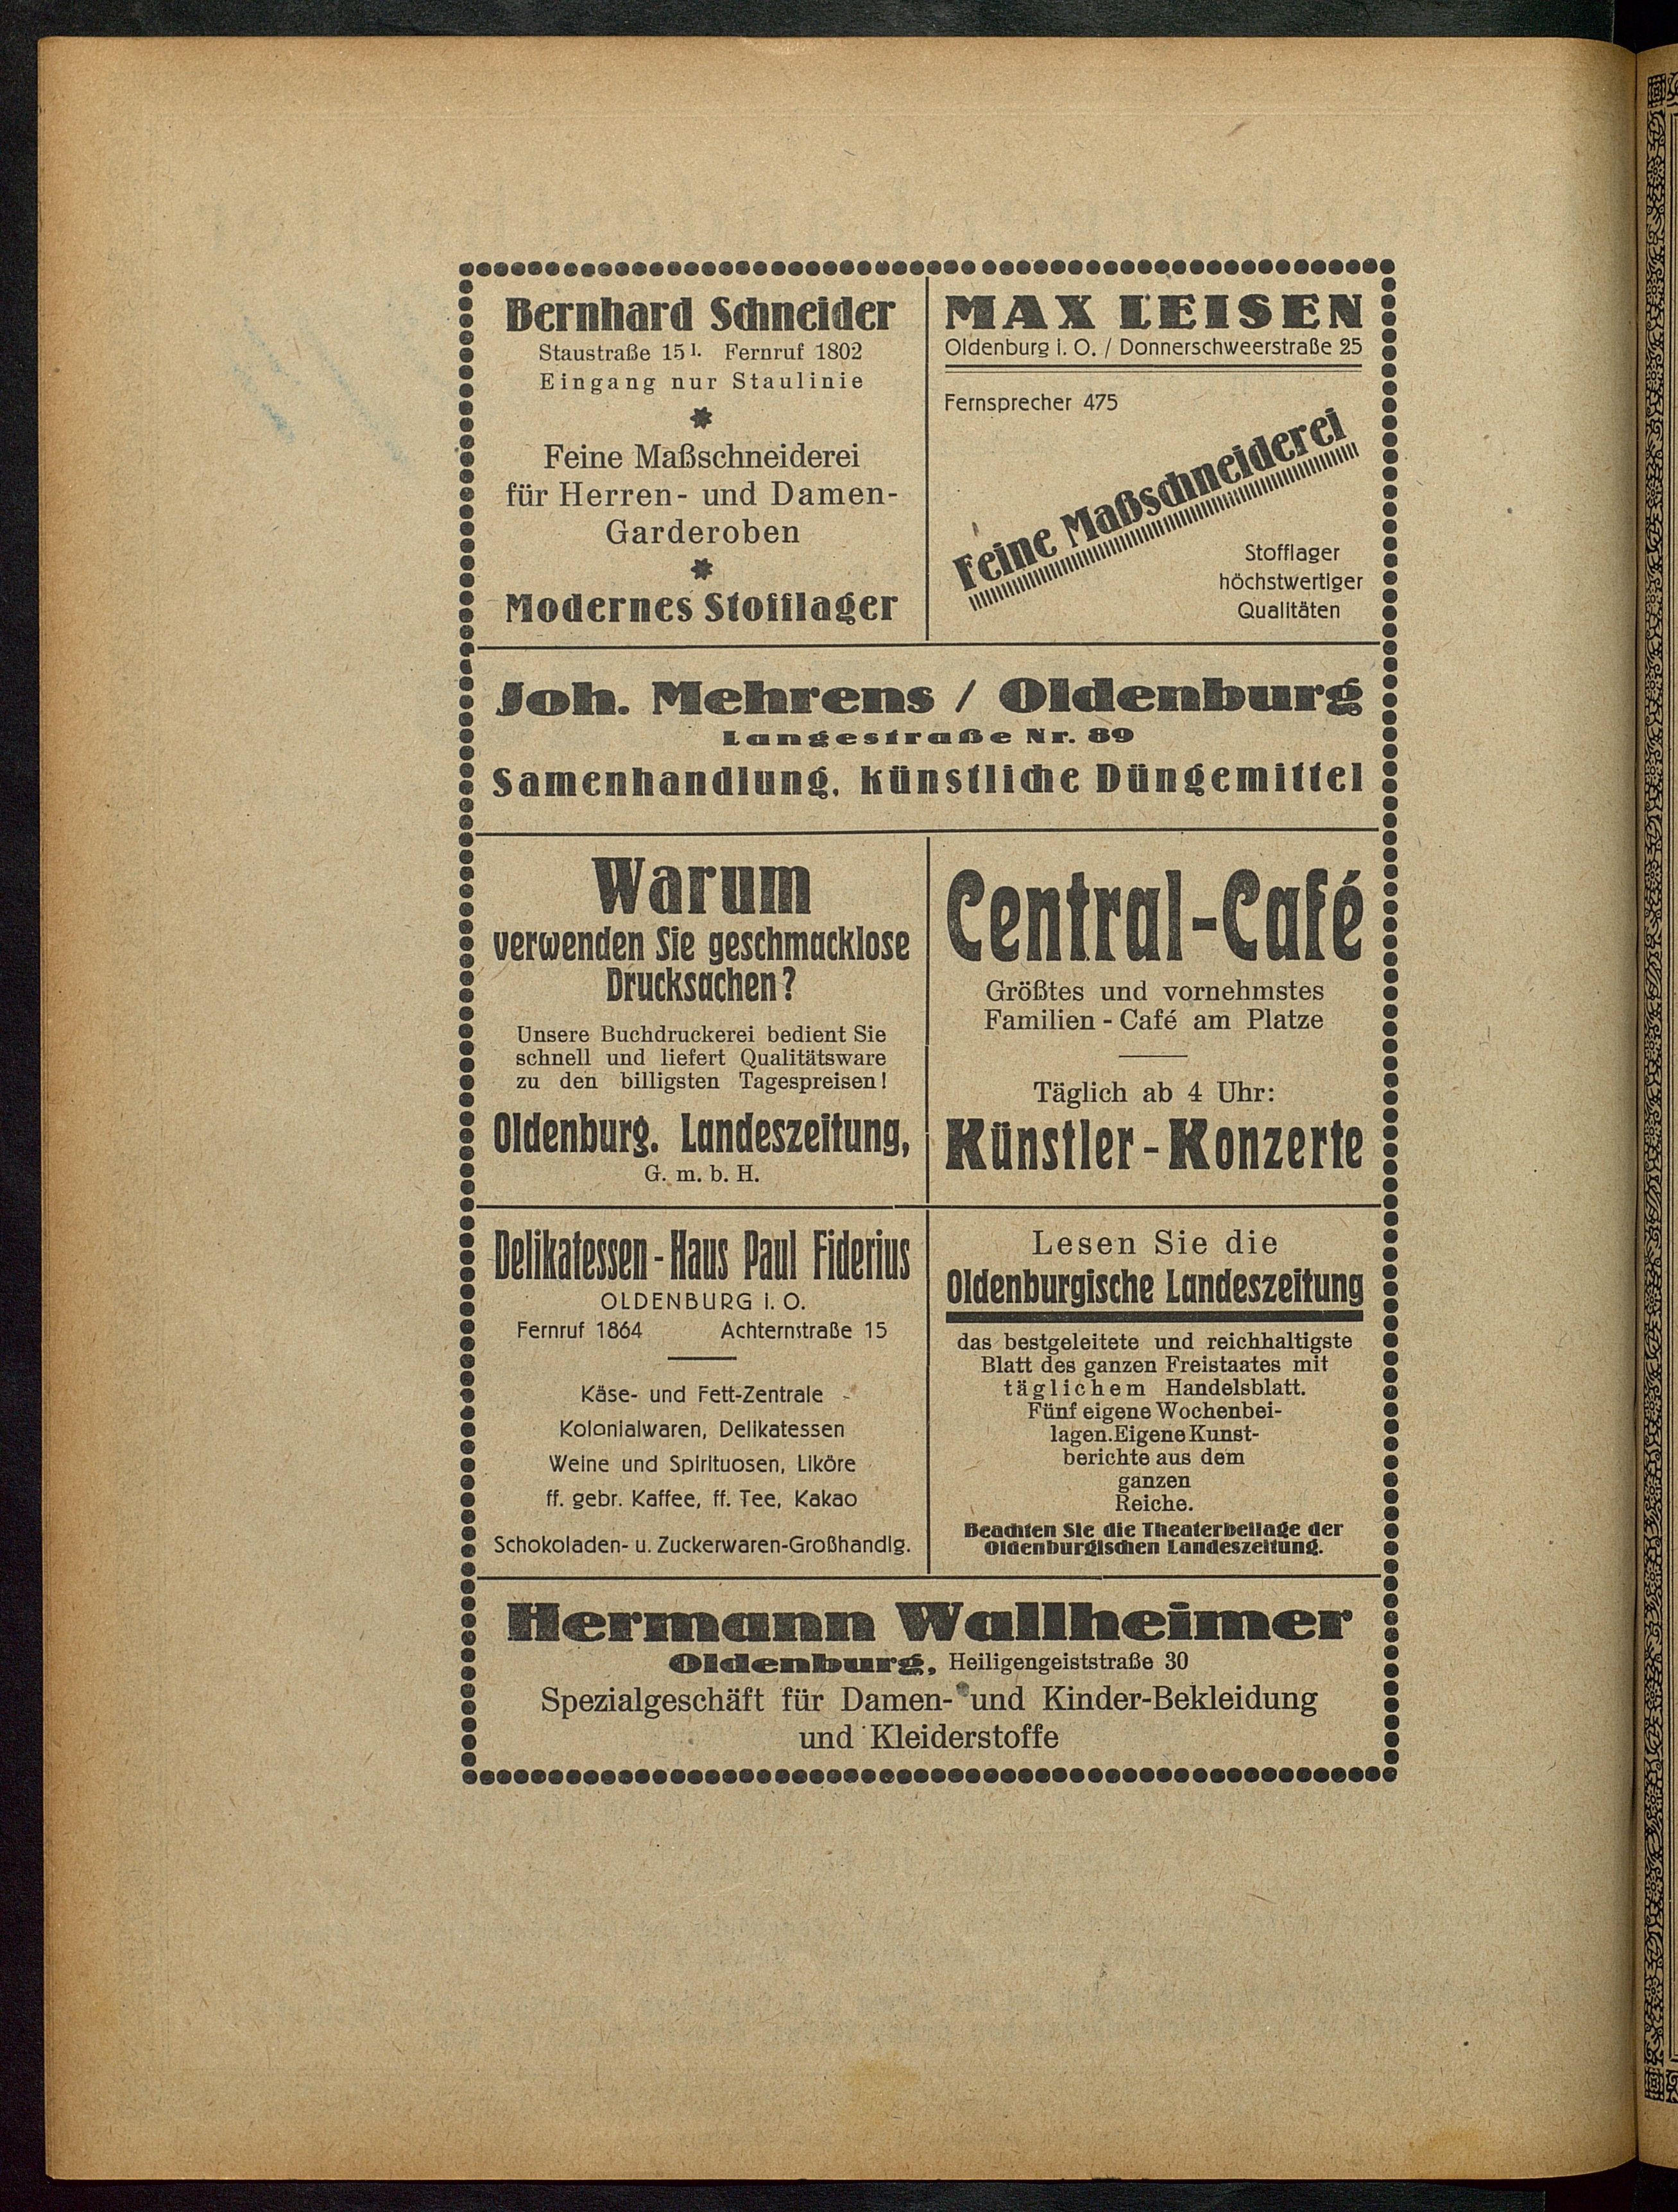 Bernhard Schneider
Staustraße 15 I. Fernruf 1802
Eingang nur Staulinie
Feine Maßschneiderei
für Herren- und Damen-
Garderoben
Modernes Stofflager
MAX LEISEN
Oldenburg i. O. / Donnerschweerstraße 25
Fernsprecher 475
Feine Maßschneiderei
Stofflager
höchstwertiger
Qualitäten
Joh. Mehrens / Oldenburg
Langestraße Nr. 89
Samenhandlung, künstliche Düngemittel
Warum
verwenden Sie geschmacklose
Drucksachen?
Unsere Buchdruckerei bedient Sie
schnell und liefert Qualitätsware
zu den billigsten Tagespreisen!
Oldenburg. Landeszeitung,
G. m. b. H.
Central-Café
Größtes und vornehmstes
Familien-Café am Platze
Täglich ab 4 Uhr:
Künstler-Konzerte
Delikatessen-Haus Paul Fiderius
OLDENBURG i. O.
Fernruf 1864 Achternstraße 15
Käse- und Fett-Zentrale
Kolonialwaren, Delikatessen
Weine und Spirituosen, Liköre
ff. gebr. Kaffee, ff. Tee, Kakao
Schokoladen- u. Zuckerwaren-Großhandlg.
Lesen Sie die
Oldenburgische Landeszeitung
das bestgeleitete und reichhaltigste
Blatt des ganzen Freistaates mit
täglichem Handelsblatt.
Fünf eigene Wochenbei-
lagen. Eigene Kunst-
berichte aus dem
ganzen
Reiche.
Beachten Sie die Theaterbeilage der
Oldenburgischen Landeszeitung.
Hermann Wallheimer
Oldenburg, Heiligengeiststraße 30
Spezialgeschäft für Damen- und Kinder-Bekleidung
und Kleiderstoffe